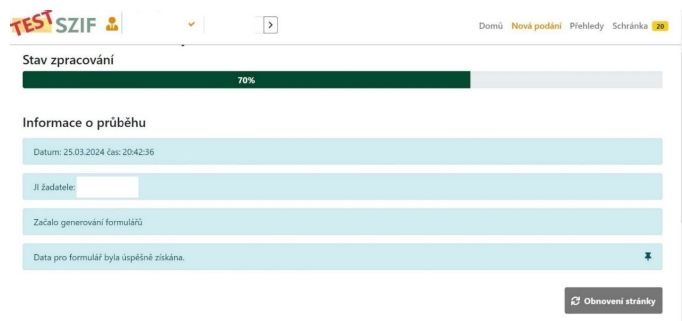 TEST SZIF
Domů Nová podání Přehledy Schránka 20
Stav zpracování
70%
Informace o průběhu
Datum: 25.03.2024 čas: 20:42:36
JI žadatele:
Začalo generování formulářů
Data pro formulář byla úspěšně získána.
Obnovení stránky